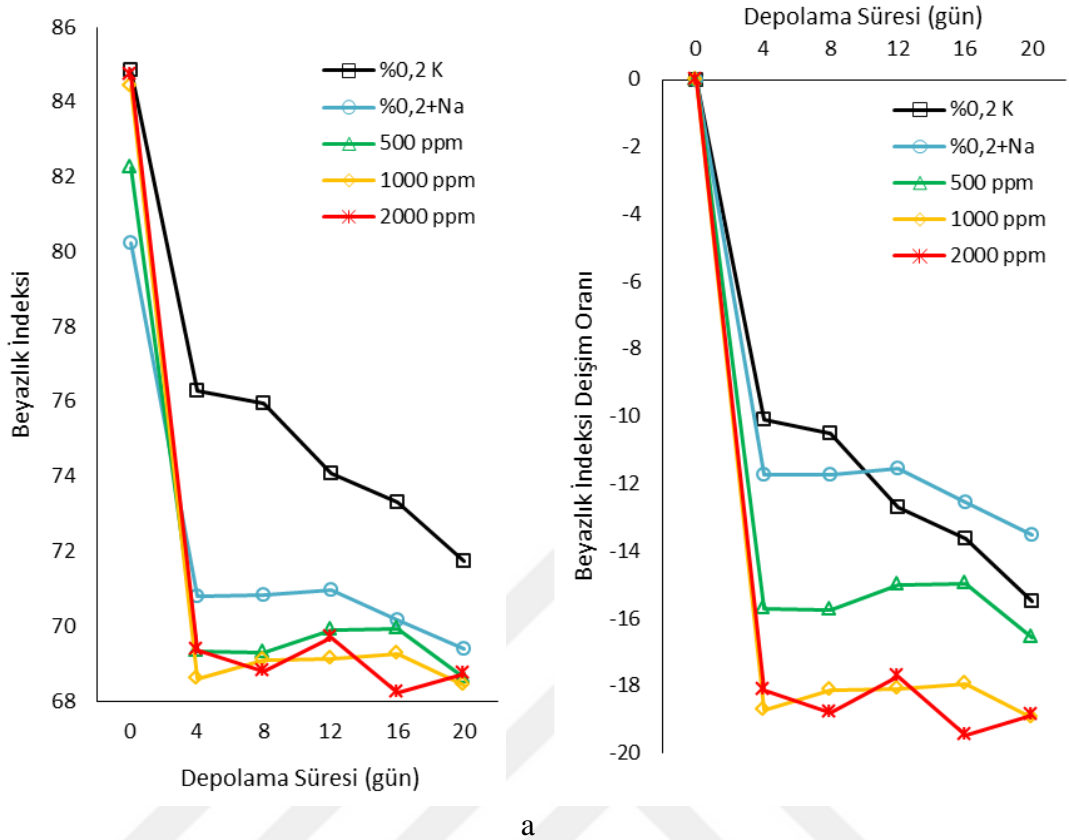 86
84
82
80
78
76
74
72
70
68
Beyazlık İndeksi
%0,2 K
%0,2+Na
500 ppm
1000 ppm
2000 ppm
0 4 8 12 16 20
Depolama Süresi (gün)
Depolama Süresi (gün)
0 4 8 12 16 20
0
-2
-4
-6
-8
-10
-12
-14
-16
-18
-20
Beyazlık İndeksi Deişim Oranı
%0,2 K
%0,2+Na
500 ppm
1000 ppm
2000 ppm
a